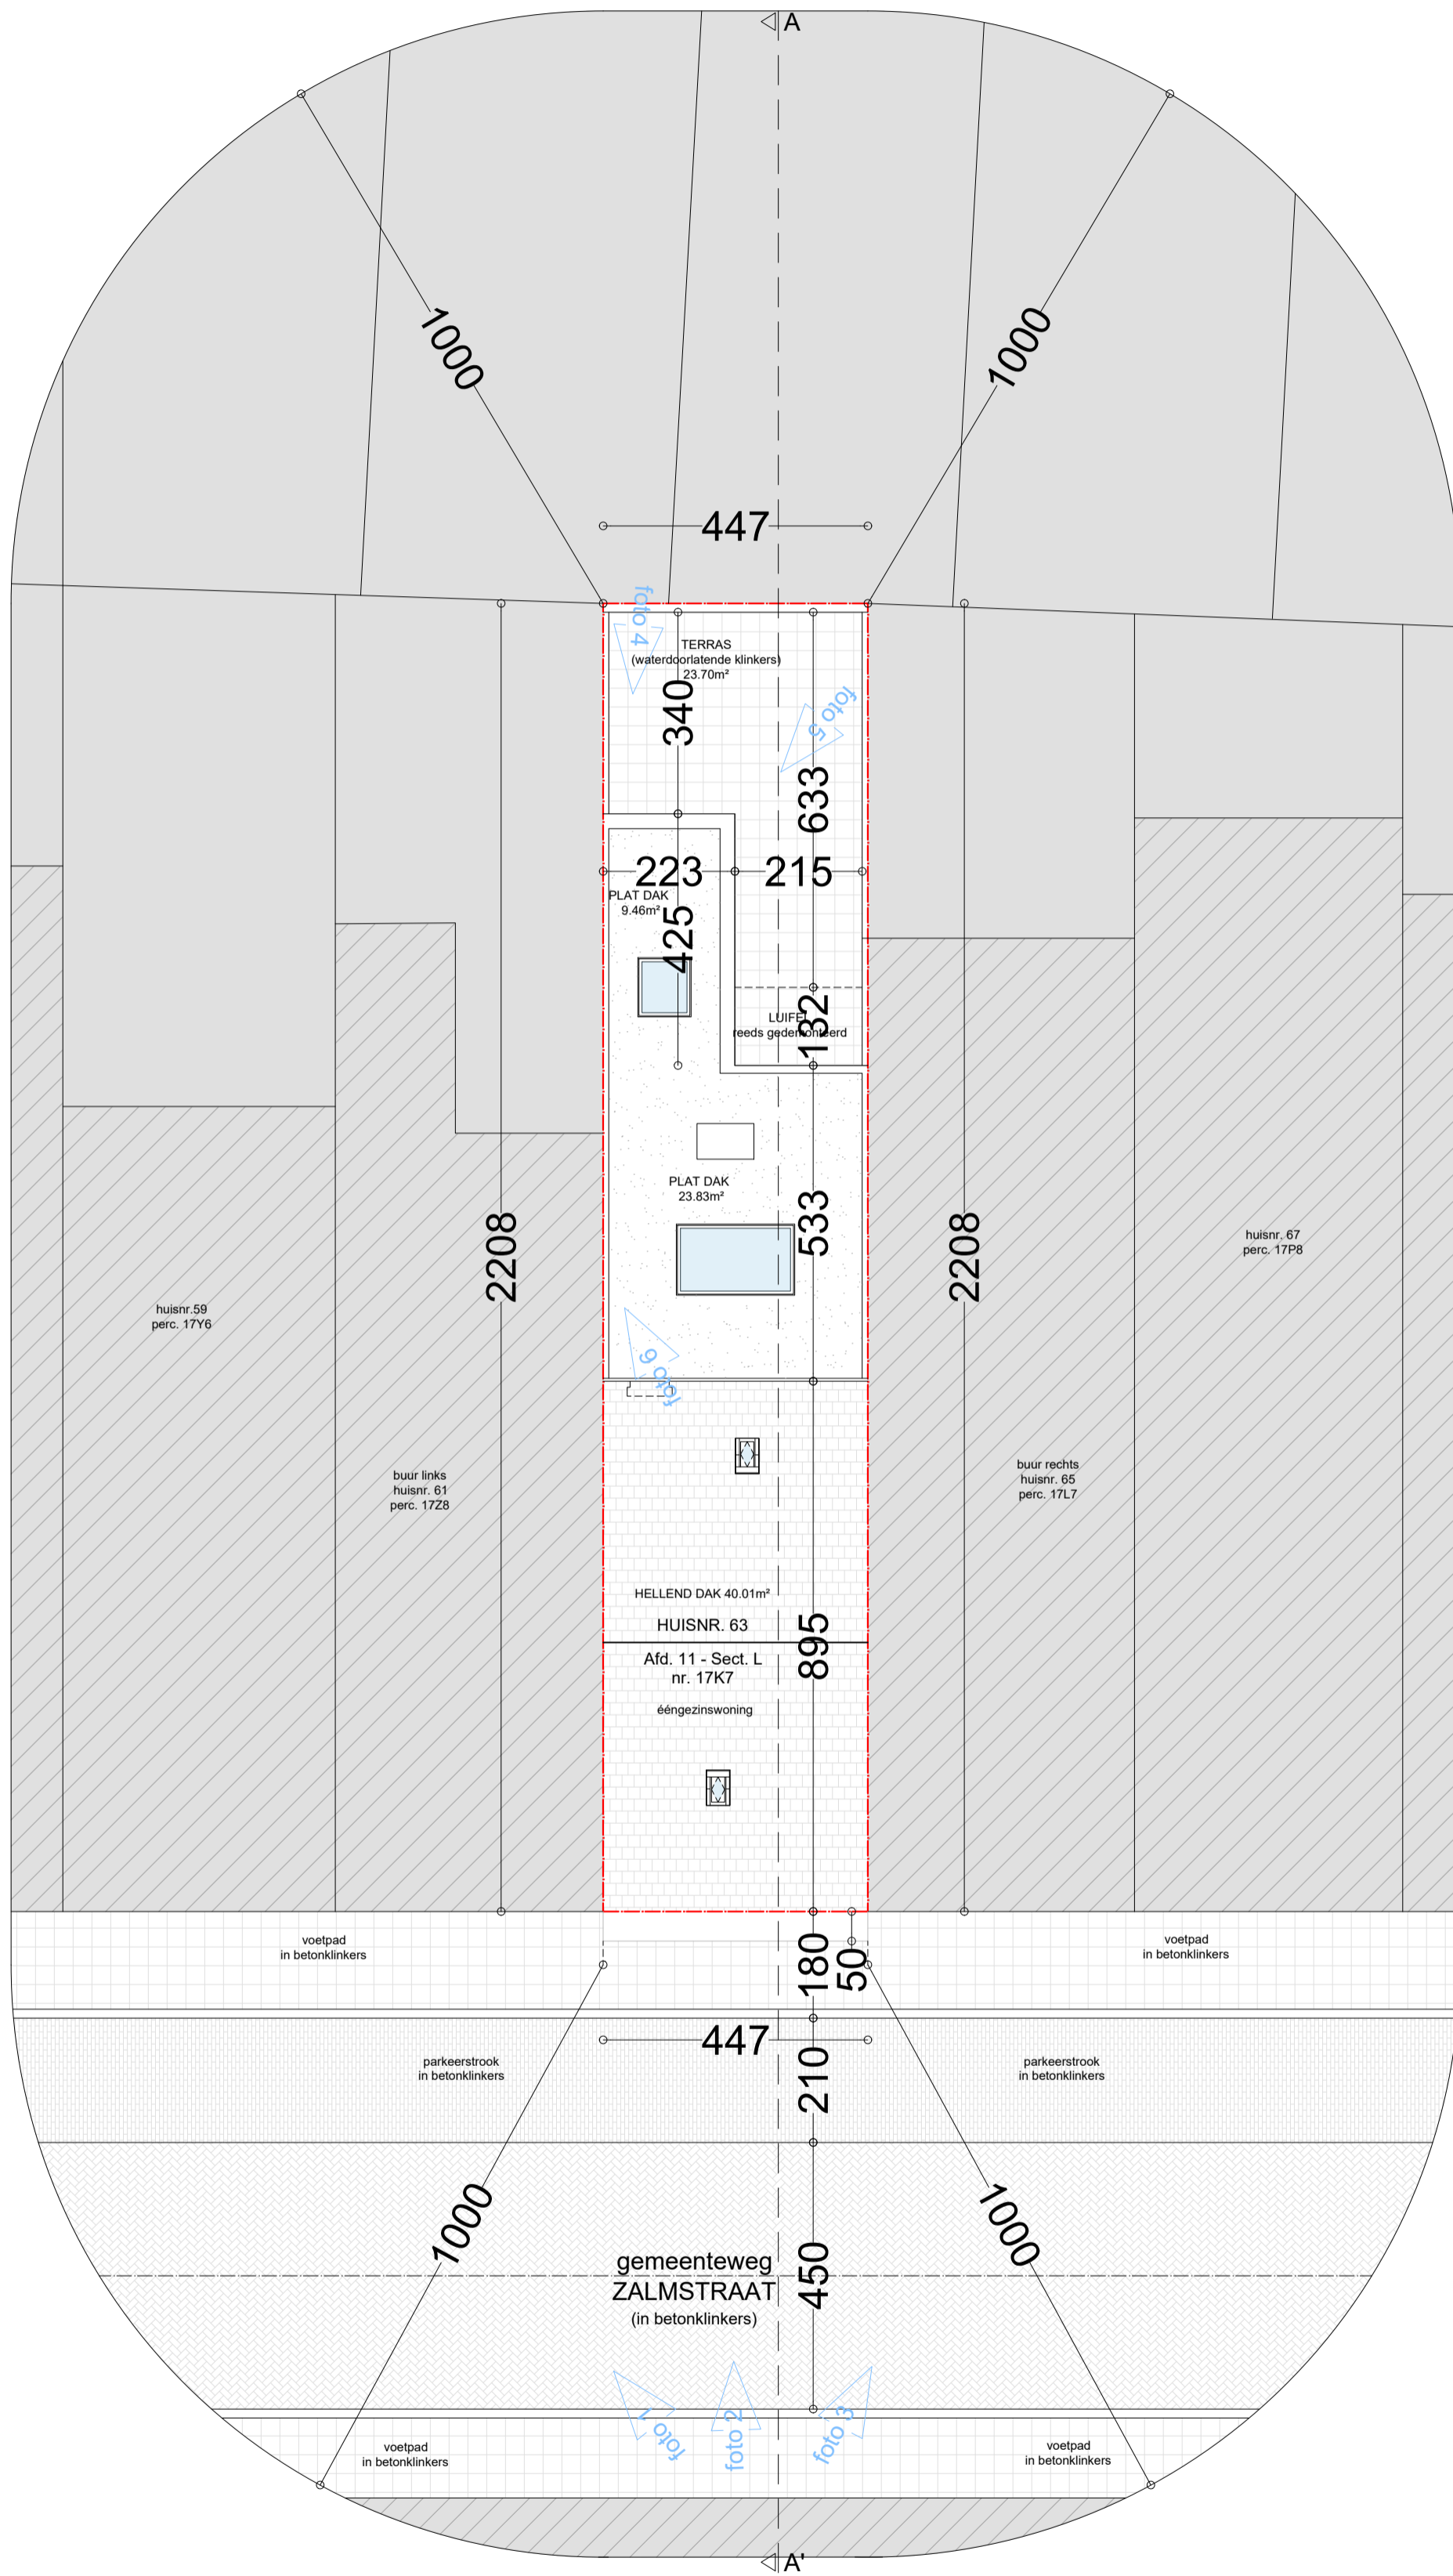 A
1000
1000
447
foto 4
TERRAS
(waterdoorlatende klinkers)
23.70m²
340
foto 5
633
223
215
PLAT DAK
9.46m²
425
LUIFEL
reeds gedemonteerd
132
PLAT DAK
23.83m²
533
2208
2208
huisnr. 67
perc. 17P8
huisnr.59
perc. 17Y6
foto 6
buur links
huisnr. 61
perc. 17Z8
buur rechts
huisnr. 65
perc. 17L7
HELLEND DAK 40.01m²
HUISNR. 63
895
Afd. 11 - Sect. L
nr. 17K7
ééngezinswoning
voetpad
in betonklinkers
voetpad
in betonklinkers
180
50
447
parkeerstrook
in betonklinkers
parkeerstrook
in betonklinkers
210
1000
1000
gemeenteweg
ZALMSTRAAT
(in betonklinkers)
450
foto 1
foto 2
foto 3
voetpad
in betonklinkers
voetpad
in betonklinkers
A'